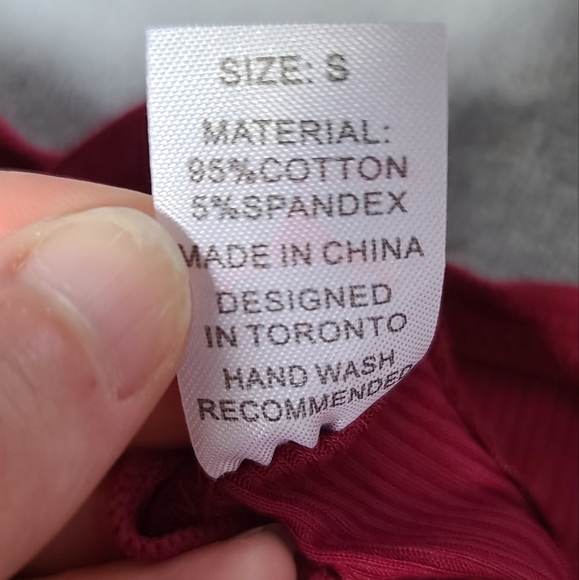 SIZE: S
MATERIAL:
95%COTTON
5%SPANDEX
MADE IN CHINA
DESIGNED
IN TORONTO
HAND WASH
RECOMMENDED